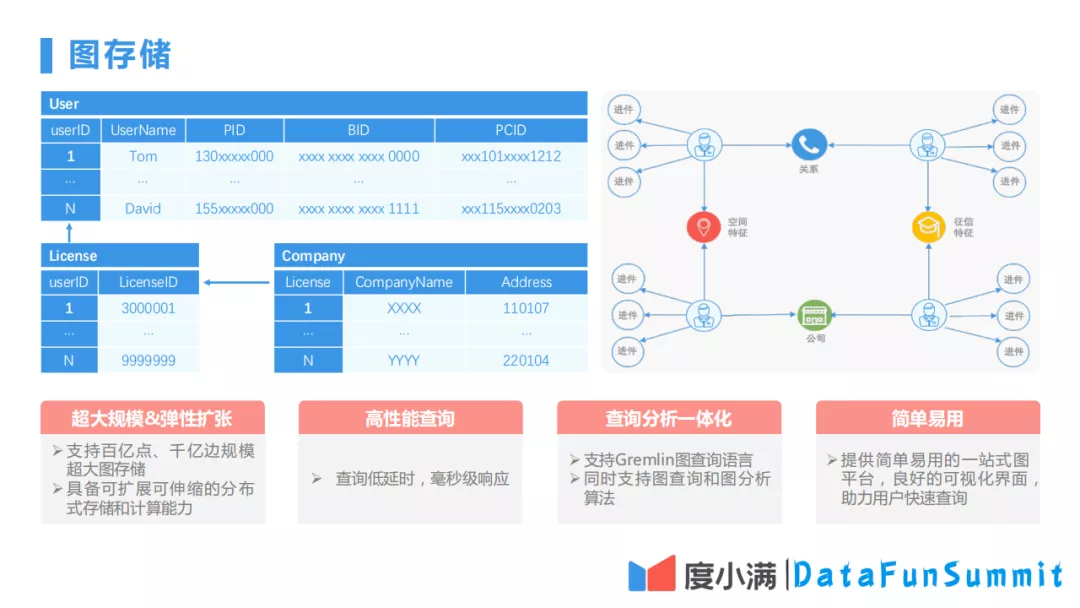 图存储
User
userID UserName PID BID PCID
1 Tom 130xxxxx000 xxxx xxxx xxxx 0000 xxx101xxxx1212
... ... ... ... ...
N David 155xxxxx000 xxxx xxxx xxxx 1111 xxx115xxxx0203
License
userID LicenseID
1 3000001
... ...
N 9999999
Company
License CompanyName Address
1 XXXX 110107
... ... ...
N YYYY 220104
进件 进件
进件 进件
关系
进件 进件
空间
特征
征信
特征
进件 进件
进件 进件
公司
进件 进件
超大规模&弹性扩张
➢支持百亿点、千亿边规模
超大图存储
➢具备可扩展可伸缩的分布
式存储和计算能力
高性能查询
➢ 查询低延时，毫秒级响应
查询分析一体化
➢支持Gremlin图查询语言
➢同时支持图查询和图分析
算法
简单易用
➢提供简单易用的一站式图
平台，良好的可视化界面，
助力用户快速查询
度小满 | DataFunSummit